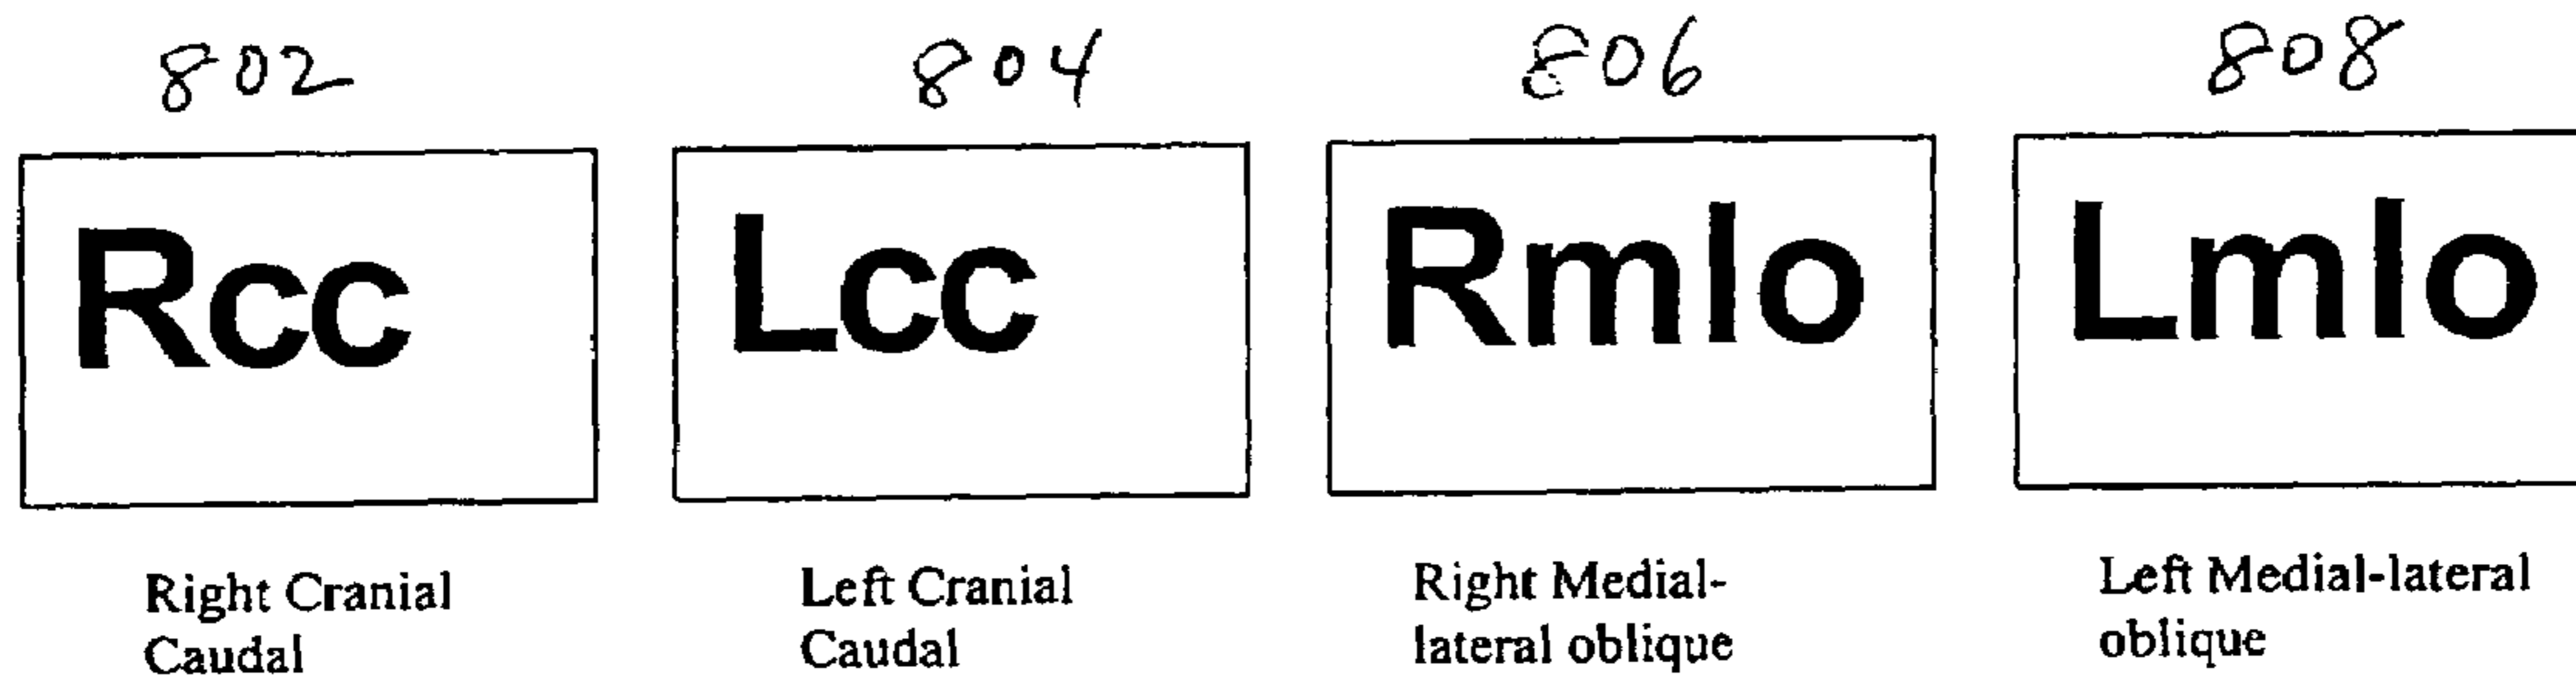 802 804 806 808
Rcc Lcc Rmlo Lmlo
Right Cranial Left Cranial Right Medial- Left Medial-lateral
Caudal Caudal lateral oblique oblique